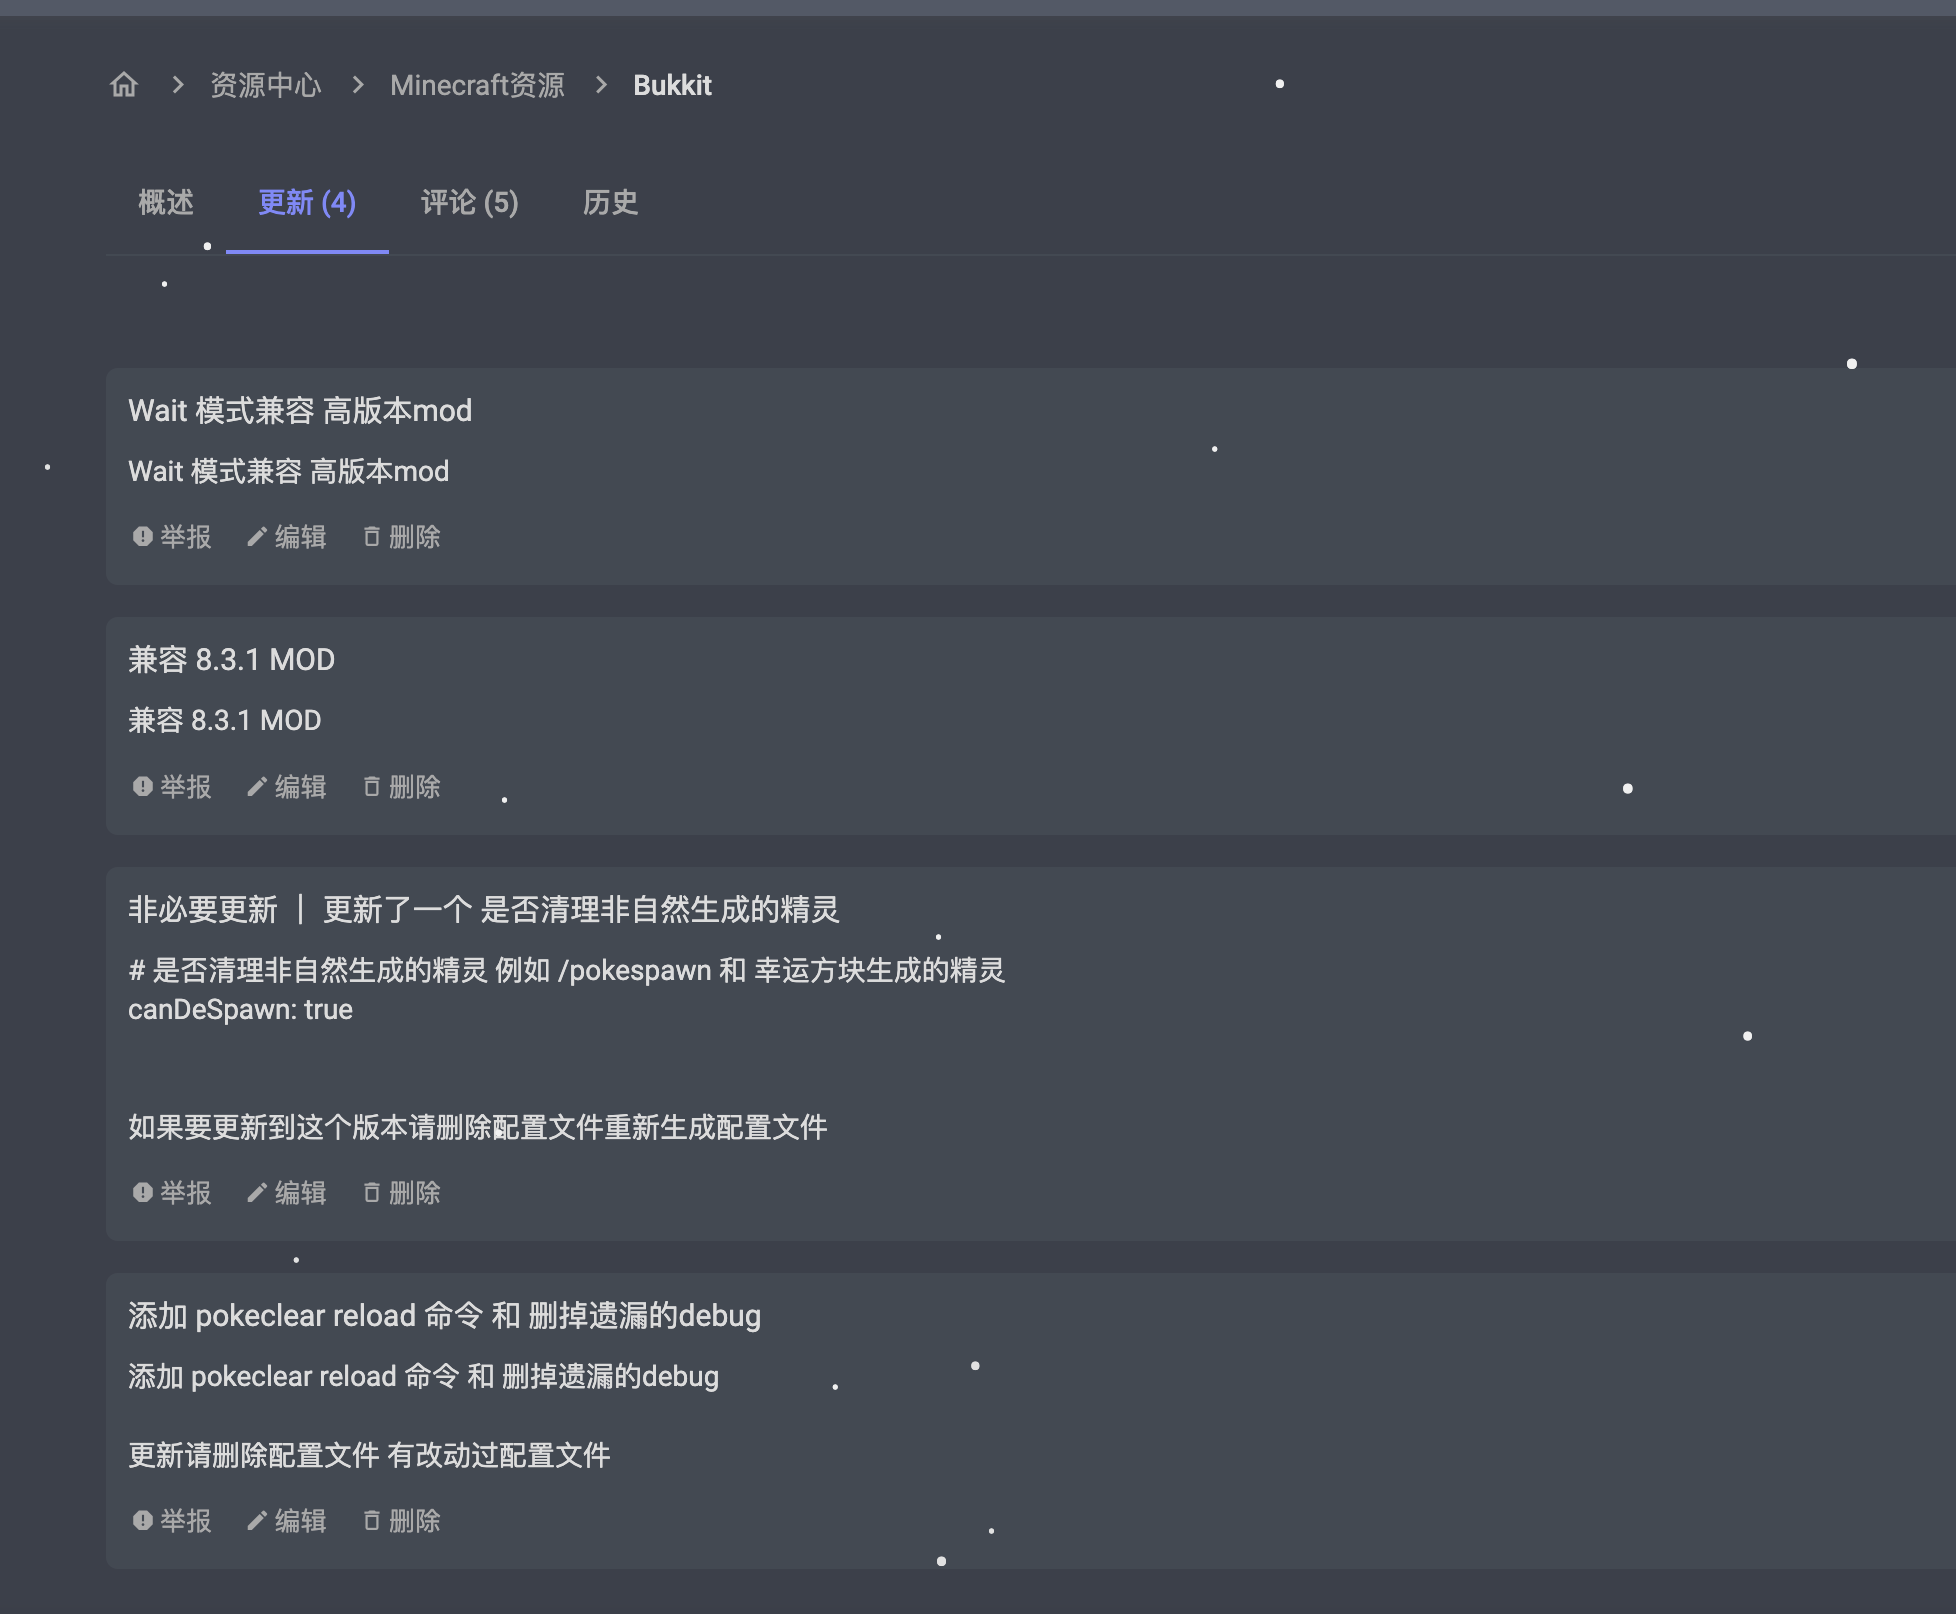 资源中心 > Minecraft资源 > Bukkit
概述 更新 (4) 评论 (5) 历史
Wait 模式兼容 高版本mod
Wait 模式兼容 高版本mod
举报 编辑 删除
兼容 8.3.1 MOD
兼容 8.3.1 MOD
举报 编辑 删除
非必要更新 | 更新了一个 是否清理非自然生成的精灵
# 是否清理非自然生成的精灵 例如 /pokespawn 和 幸运方块生成的精灵
canDeSpawn: true
如果要更新到这个版本请删除配置文件重新生成配置文件
举报 编辑 删除
添加 pokeclear reload 命令 和 删掉遗漏的debug
添加 pokeclear reload 命令 和 删掉遗漏的debug
更新请删除配置文件 有改动过配置文件
举报 编辑 删除